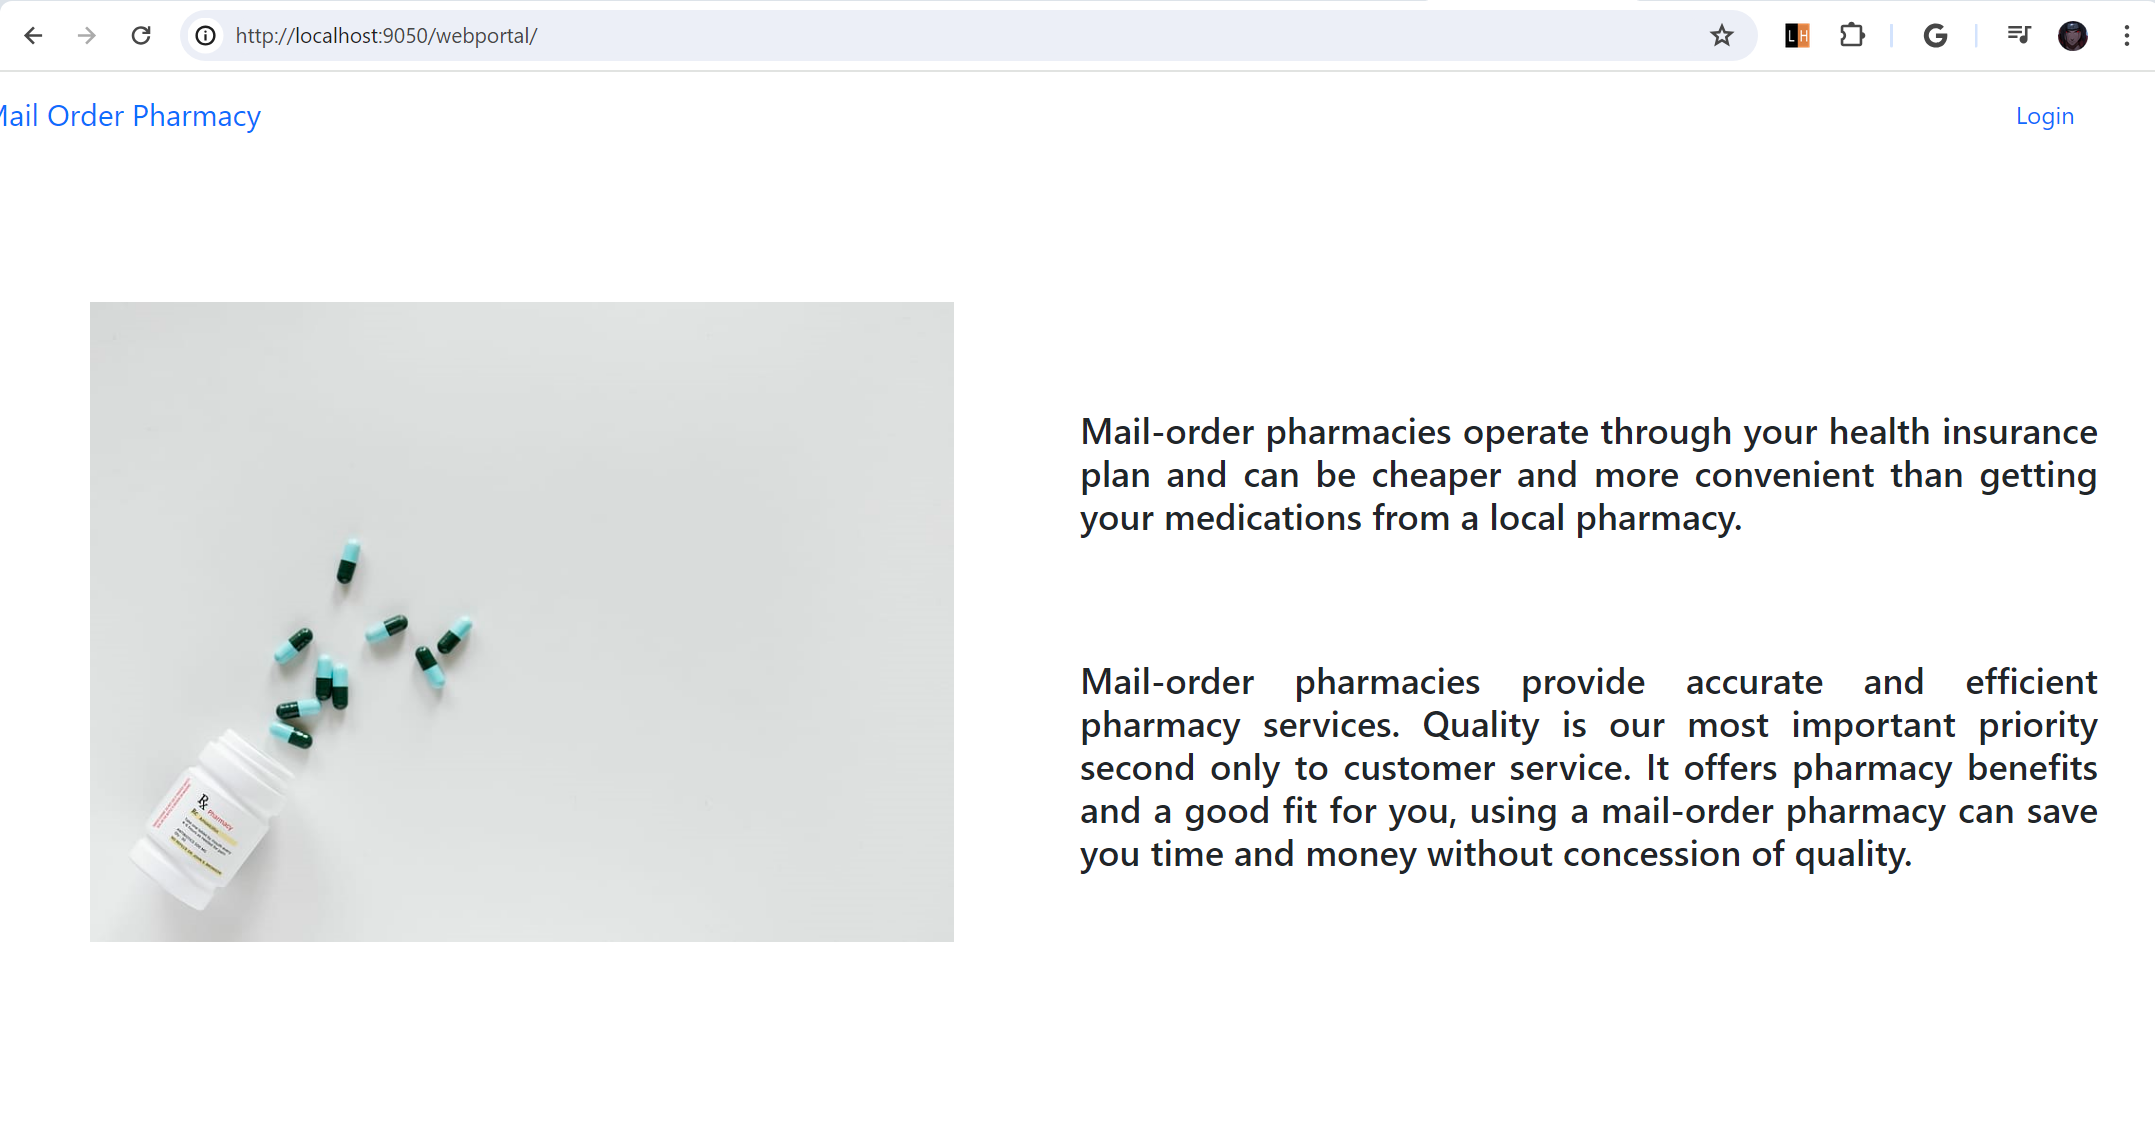 http://localhost:9050/webportal/
Mail Order Pharmacy
Login
Mail-order pharmacies operate through your health insurance
plan and can be cheaper and more convenient than getting
your medications from a local pharmacy.
Mail-order pharmacies provide accurate and efficient
pharmacy services. Quality is our most important priority
second only to customer service. It offers pharmacy benefits
and a good fit for you, using a mail-order pharmacy can save
you time and money without concession of quality.
Rx
Pharmacy